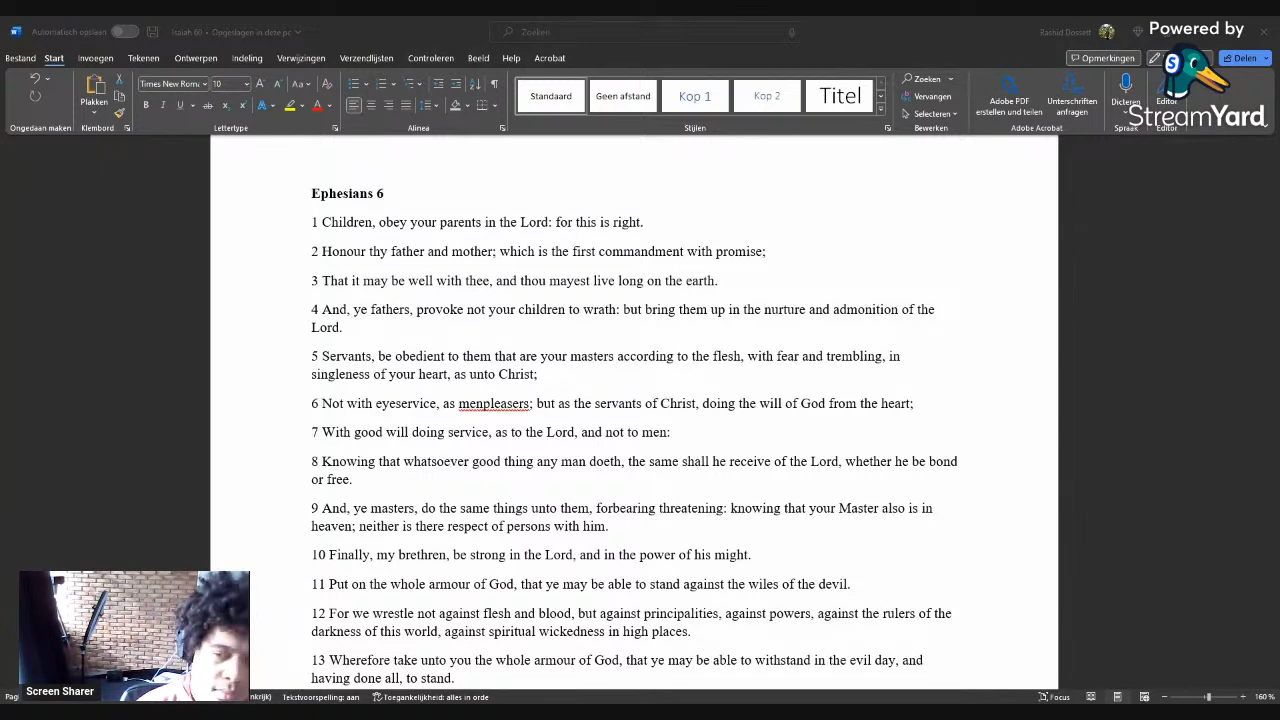 Automatisch opslaan
Isaiah 66 - Opgeslagen in deze pc
Zoeken
Rashid Dossett
Powered by
Bestand Start Invoegen Tekenen Ontwerpen Indeling Verwijzingen Verzendlijsten Controleren Beeld Help Acrobat
Opmerkingen
Delen
Times New Roma 10
Plakken
Standaard
Geen afstand
Kop 1
Kop 2
Titel
Zoeken
Vervangen
Selecteren
Adobe PDF
erstellen und teilen
Unterschriften
anfragen
Dicteren
Editor
StreamYard
Ongedaan maken Klembord Lettertype Alinea Stijlen Bewerken Adobe Acrobat Spraak Editor
Ephesians 6
1 Children, obey your parents in the Lord: for this is right.
2 Honour thy father and mother; which is the first commandment with promise;
3 That it may be well with thee, and thou mayest live long on the earth.
4 And, ye fathers, provoke not your children to wrath: but bring them up in the nurture and admonition of the
Lord.
5 Servants, be obedient to them that are your masters according to the flesh, with fear and trembling, in
singleness of your heart, as unto Christ;
6 Not with eyeservice, as menpleasers; but as the servants of Christ, doing the will of God from the heart;
7 With good will doing service, as to the Lord, and not to men:
8 Knowing that whatsoever good thing any man doeth, the same shall he receive of the Lord, whether he be bond
or free.
9 And, ye masters, do the same things unto them, forbearing threatening: knowing that your Master also is in
heaven; neither is there respect of persons with him.
10 Finally, my brethren, be strong in the Lord, and in the power of his might.
11 Put on the whole armour of God, that ye may be able to stand against the wiles of the devil.
12 For we wrestle not against flesh and blood, but against principalities, against powers, against the rulers of the
darkness of this world, against spiritual wickedness in high places.
13 Wherefore take unto you the whole armour of God, that ye may be able to withstand in the evil day, and
having done all, to stand.
Screen Sharer
Pag
nkrijk)
Tekstvoorspelling: aan
Toegankelijkheid: alles in orde
Focus
160 %